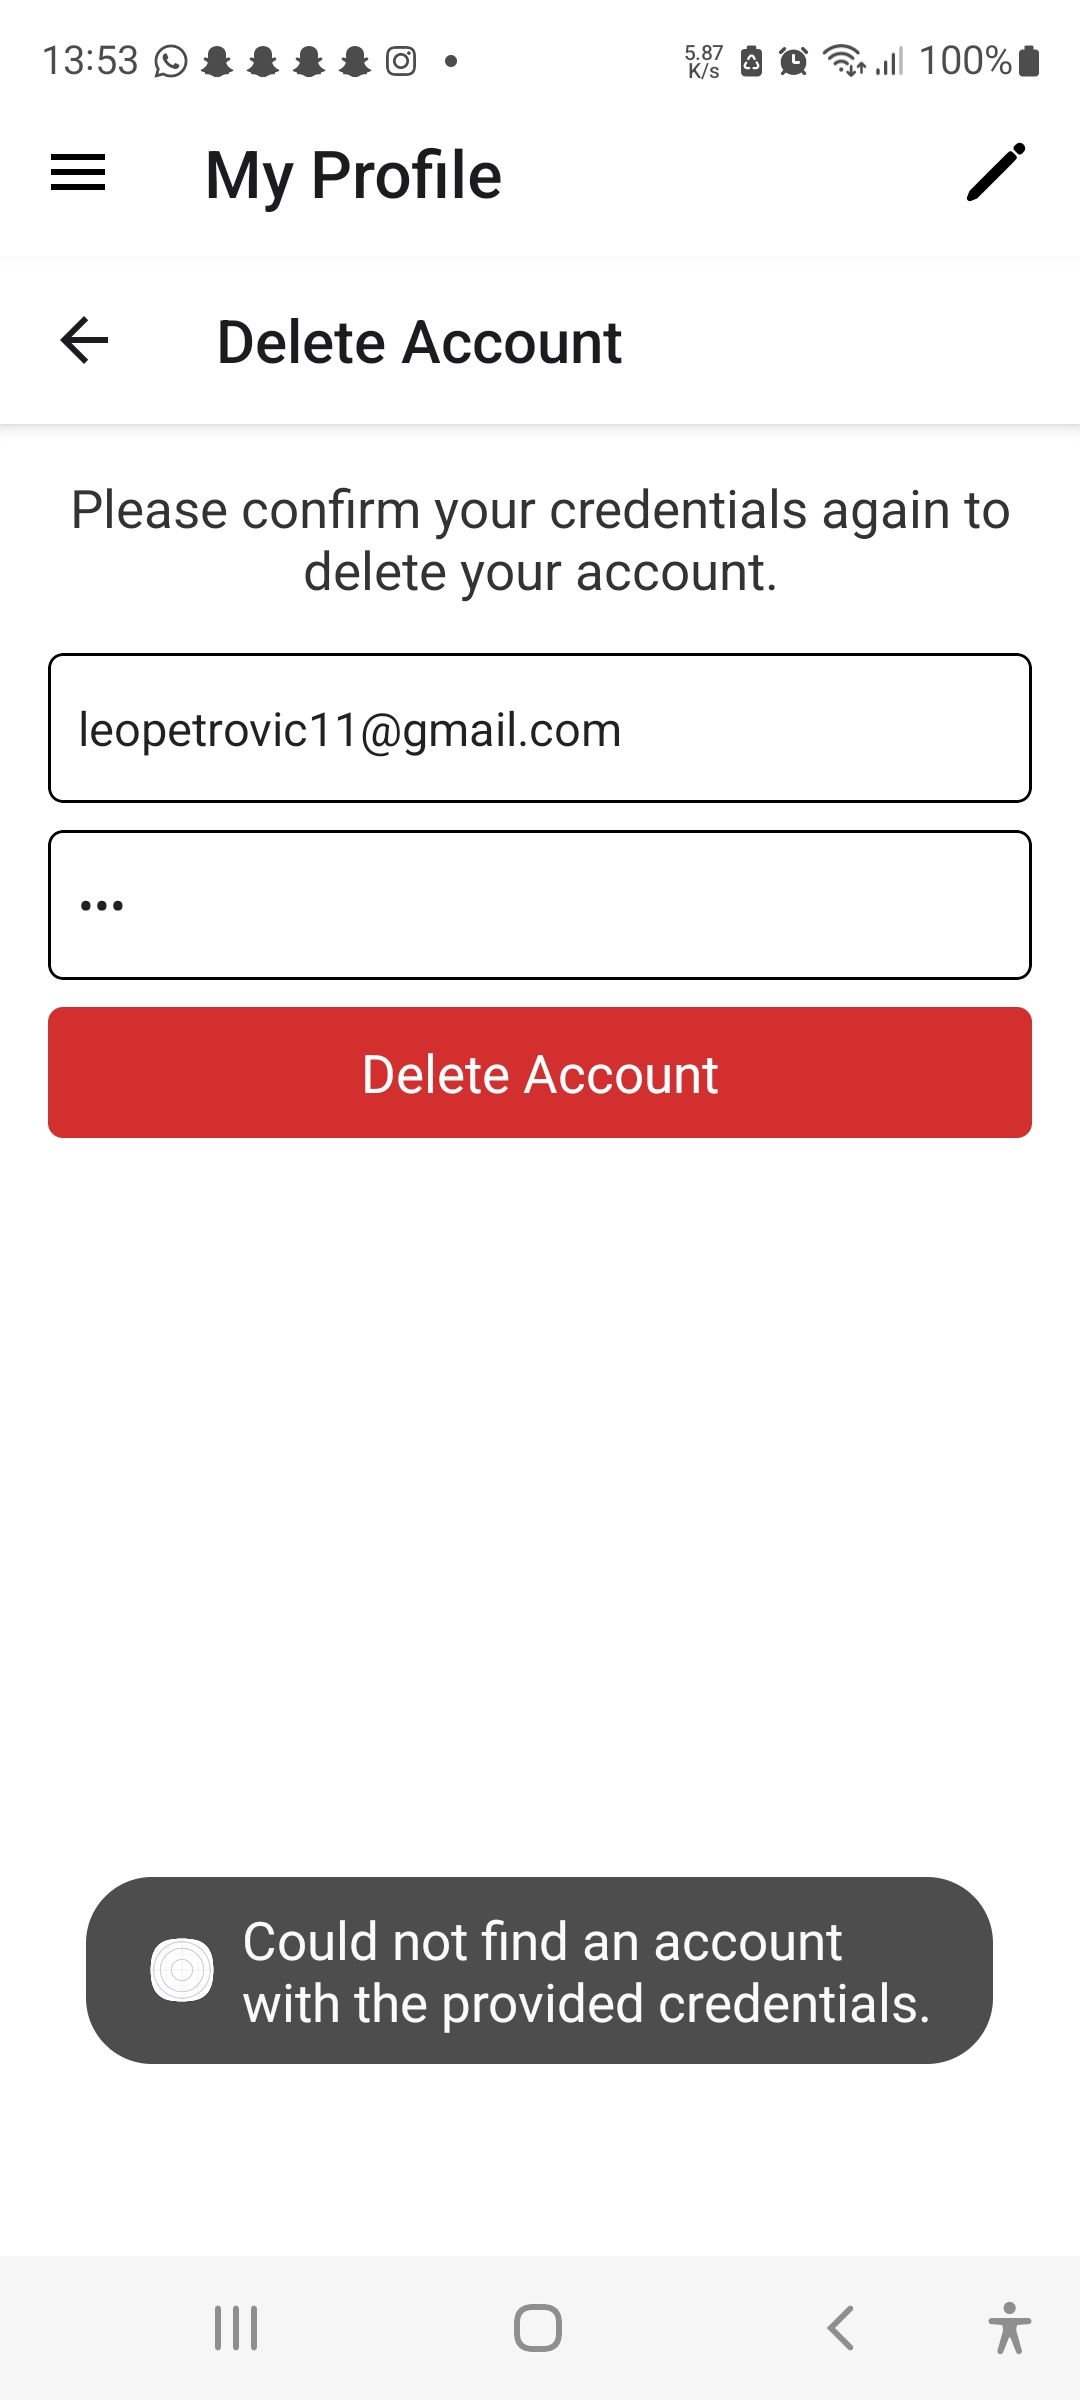 13:53
5.87
K/s
100%
My Profile
Delete Account
Please confirm your credentials again to
delete your account.
leopetrovic11@gmail.com
•••
Delete Account
Could not find an account
with the provided credentials.